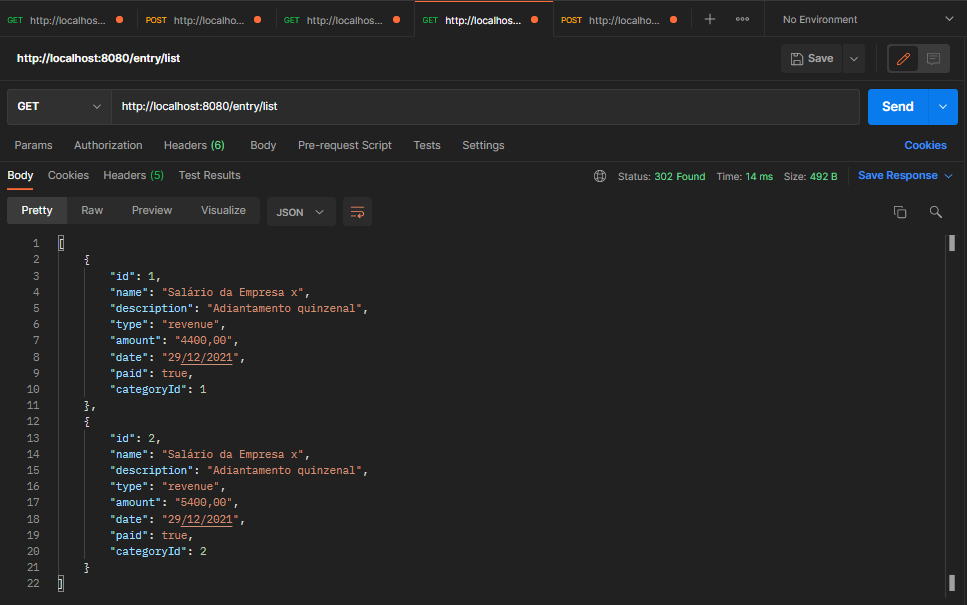 GET http://localhos... POST http://localho... GET http://localhos... GET http://localhos... POST http://localho... No Environment
http://localhost:8080/entry/list Save
GET http://localhost:8080/entry/list Send
Params Authorization Headers (6) Body Pre-request Script Tests Settings Cookies
Body Cookies Headers (5) Test Results Status: 302 Found Time: 14 ms Size: 492 B Save Response
Pretty Raw Preview Visualize JSON
1 [
2 {
3 "id": 1,
4 "name": "Salário da Empresa x",
5 "description": "Adiantamento quinzenal",
6 "type": "revenue",
7 "amount": "4400,00",
8 "date": "29/12/2021",
9 "paid": true,
10 "categoryId": 1
11 },
12 {
13 "id": 2,
14 "name": "Salário da Empresa x",
15 "description": "Adiantamento quinzenal",
16 "type": "revenue",
17 "amount": "5400,00",
18 "date": "29/12/2021",
19 "paid": true,
20 "categoryId": 2
21 }
22 ]